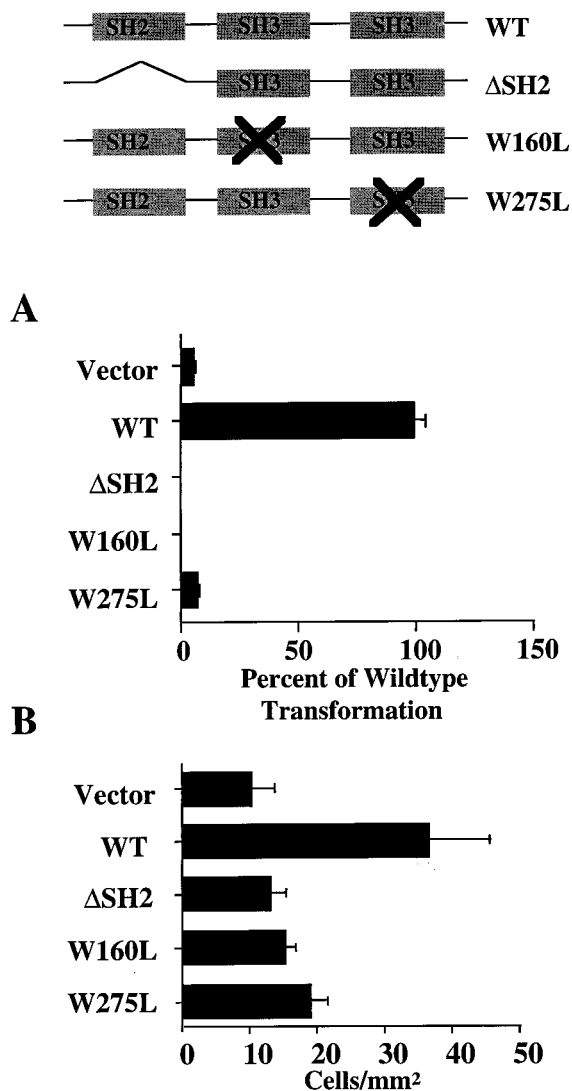 SH2 SH3 SH3 WT
SH3 SH3 ΔSH2
SH2 SH3 SH3 W160L
SH2 SH3 SH3 W275L
A
Vector
WT
ΔSH2
W160L
W275L
0 50 100 150
Percent of Wildtype
Transformation
B
Vector
WT
ΔSH2
W160L
W275L
0 10 20 30 40 50
Cells/mm²